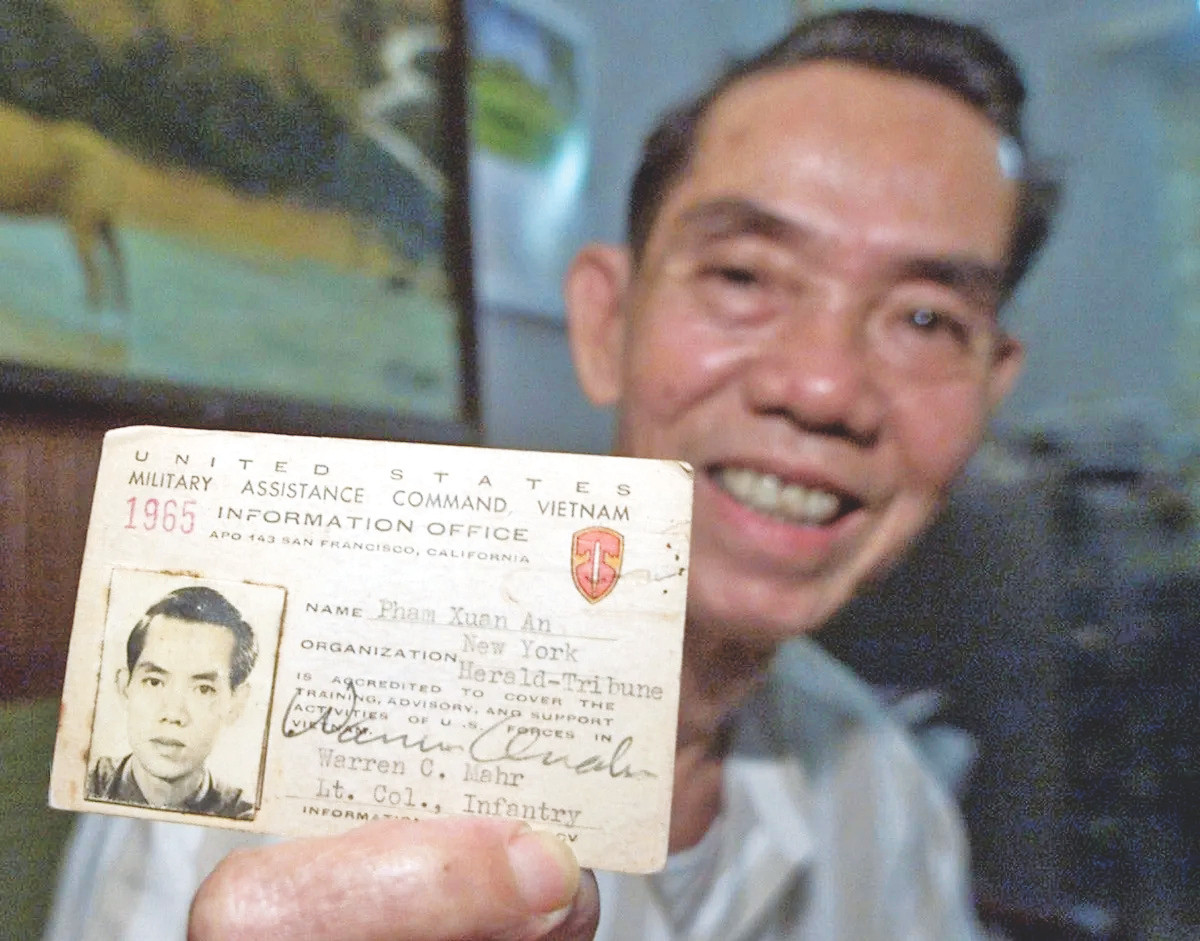 UNITED STATES
MILITARY ASSISTANCE COMMAND, VIETNAM
1965 INFORMATION OFFICE
APO 143 SAN FRANCISCO, CALIFORNIA
NAME Pham Xuan An
ORGANIZATION New York
Herald-Tribune
IS ACCREDITED TO COVER THE
TRAINING, ADVISORY, AND SUPPORT
ACTIVITIES OF U.S. FORCES IN
VIETNAM.
Warren C. Mahr
Lt. Col., Infantry